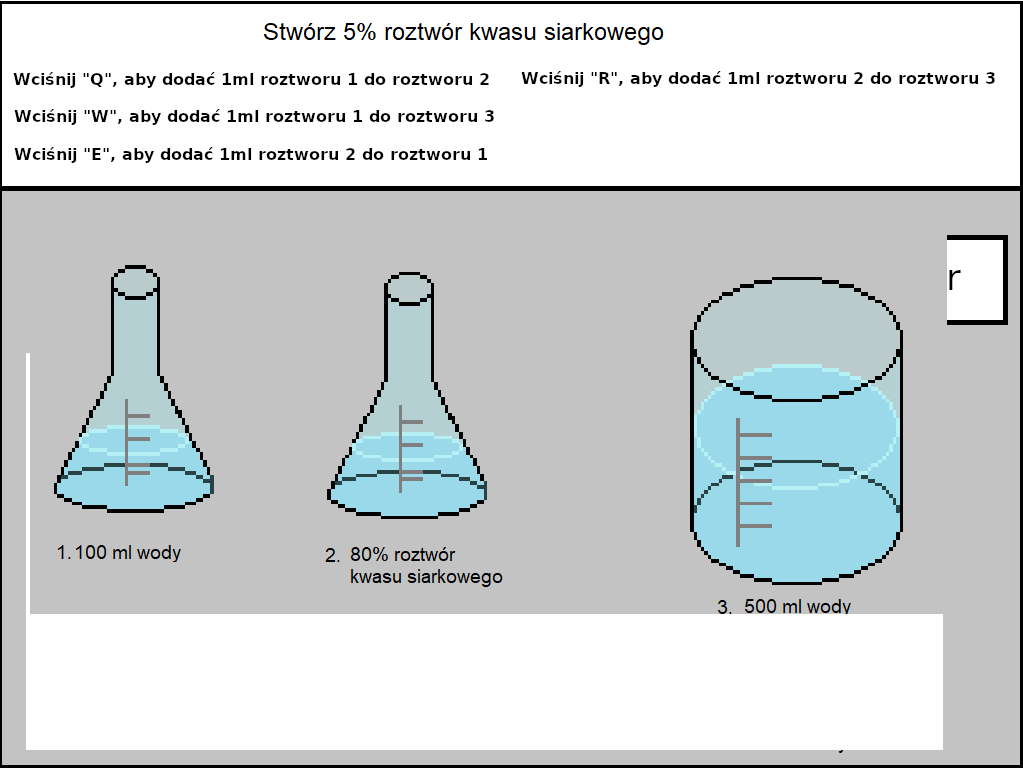 Stwórz 5% roztwór kwasu siarkowego
Wciśnij "Q", aby dodać 1ml roztworu 1 do roztworu 2
Wciśnij "R", aby dodać 1ml roztworu 2 do roztworu 3
Wciśnij "W", aby dodać 1ml roztworu 1 do roztworu 3
Wciśnij "E", aby dodać 1ml roztworu 2 do roztworu 1
r
1. 100 ml wody
2. 80% roztwór
kwasu siarkowego
3. 500 ml wody